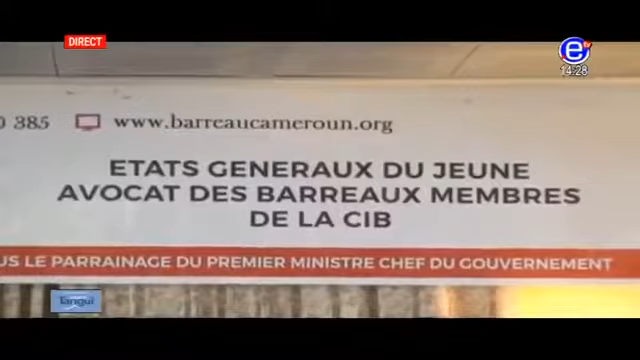 DIRECT
e
14:28
0 385 www.barreaucameroun.org
ETATS GENERAUX DU JEUNE
AVOCAT DES BARREAUX MEMBRES
DE LA CIB
US LE PARRAINAGE DU PREMIER MINISTRE CHEF DU GOUVERNEMENT
Tangui